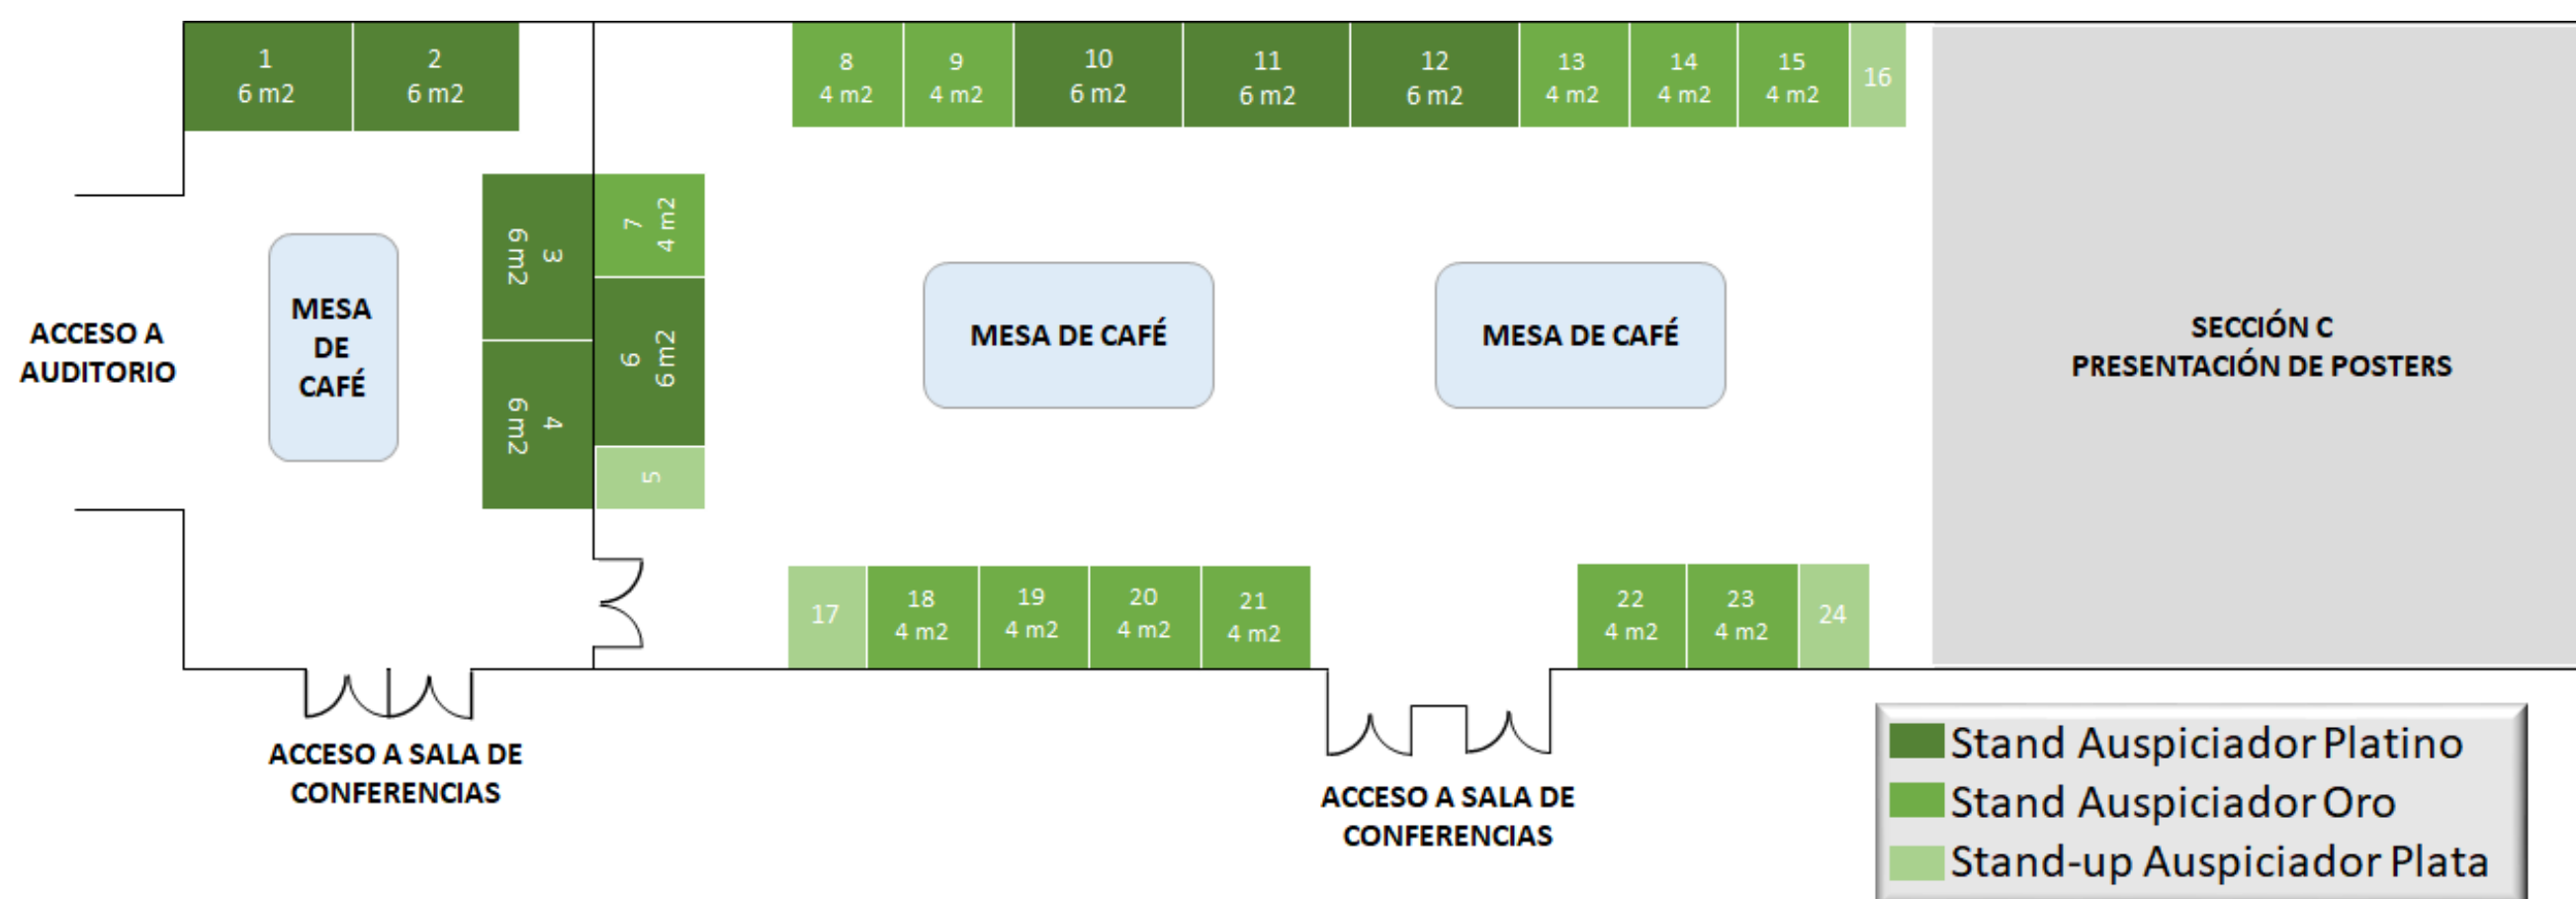 1
6 m2
2
6 m2
8
4 m2
9
4 m2
10
6 m2
11
6 m2
12
6 m2
13
4 m2
14
4 m2
15
4 m2
16
3
6 m2
7
4 m2
4
6 m2
6
6 m2
5
ACCESO A
AUDITORIO
MESA
DE
CAFÉ
MESA DE CAFÉ
MESA DE CAFÉ
SECCIÓN C
PRESENTACIÓN DE POSTERS
17
18
4 m2
19
4 m2
20
4 m2
21
4 m2
22
4 m2
23
4 m2
24
ACCESO A SALA DE
CONFERENCIAS
ACCESO A SALA DE
CONFERENCIAS
Stand Auspiciador Platino
Stand Auspiciador Oro
Stand-up Auspiciador Plata